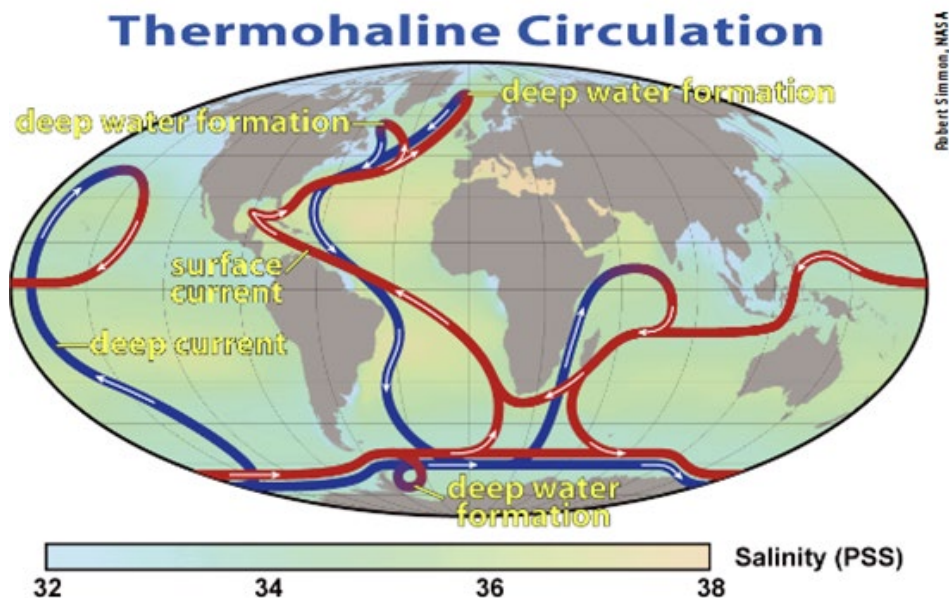 Thermohaline Circulation
Robert Simmon, NASA
deep water formation
deep water formation
surface
current
deep current
deep water
formation
32
34
36
38
Salinity (PSS)